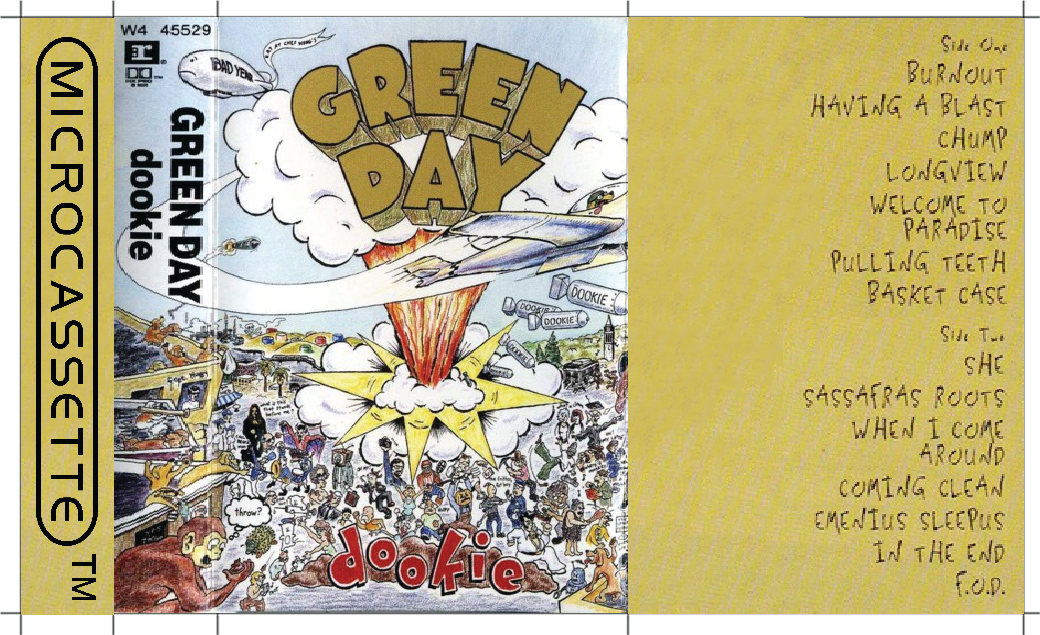 MICROCASSETTE TM
W4 45529
GREEN DAY
dookie
BAD YEAR
GREEN
DAY
DOOKIE
DOOKIE
DOOKIE
throw?
dookie
Side One
BURNOUT
HAVING A BLAST
CHUMP
LONGVIEW
WELCOME TO
PARADISE
PULLING TEETH
BASKET CASE
Side Two
SHE
SASSAFRAS ROOTS
WHEN I COME
AROUND
COMING CLEAN
EMENIUS SLEEPUS
IN THE END
F.O.D.